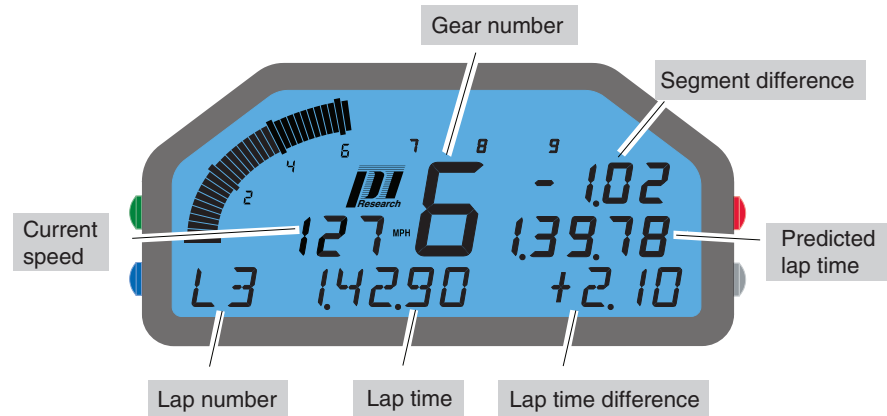 Gear number
Segment difference
2 4 6 7 8 9
pi
Research
6
- 1.02
Current
speed
127 MPH
1.39.78
Predicted
lap time
L3 1.42.90 +2.10
Lap number
Lap time
Lap time difference